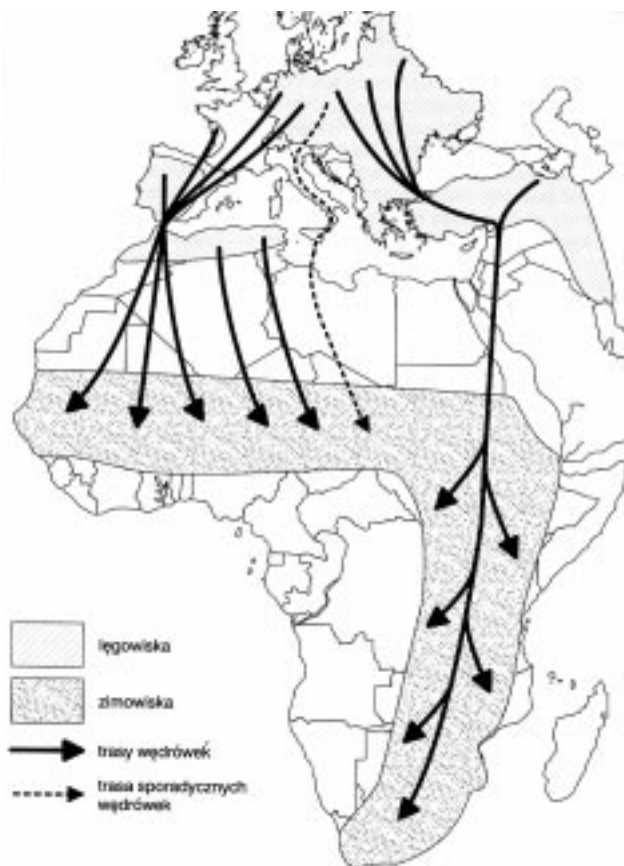 lęgowiska
zimowiska
trasy wędrówek
trasa sporadycznych
wędrówek